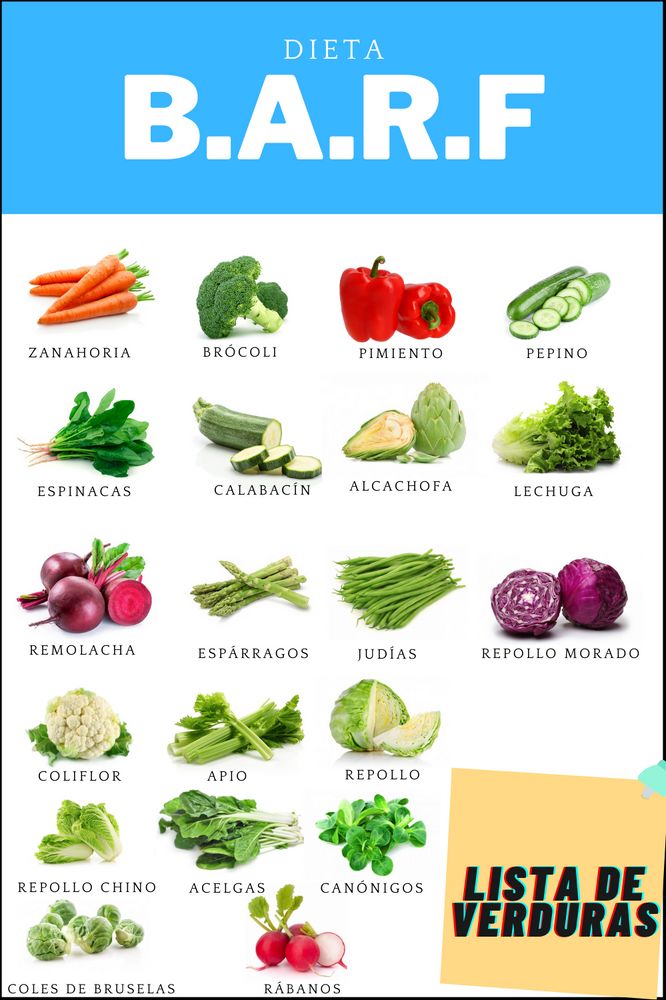 DIETA
B.A.R.F
ZANAHORIA
BRÓCOLI
PIMIENTO
PEPINO
ESPINACAS
CALABACÍN
ALCACHOFA
LECHUGA
REMOLACHA
ESPÁRRAGOS
JUDÍAS
REPOLLO MORADO
COLIFLOR
APIO
REPOLLO
REPOLLO CHINO
ACELGAS
CANÓNIGOS
COLES DE BRUSELAS
RÁBANOS
LISTA DE
VERDURAS